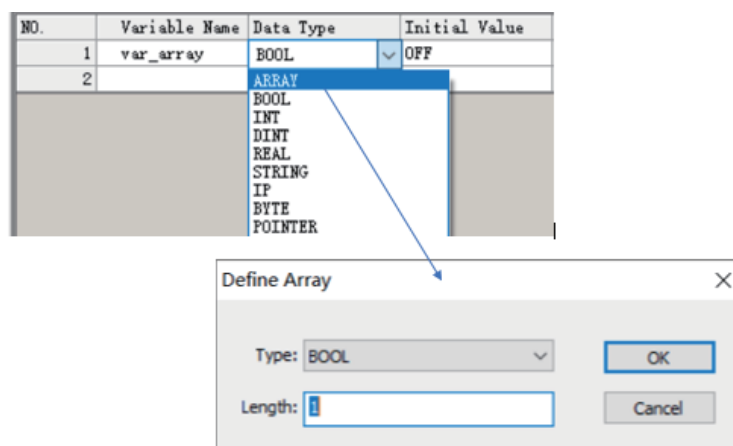 NO. Variable Name Data Type Initial Value
1 var_array BOOL OFF
2
ARRAY
BOOL
INT
DINT
REAL
STRING
IP
BYTE
POINTER
Define Array
Type: BOOL OK
Length: 1 Cancel